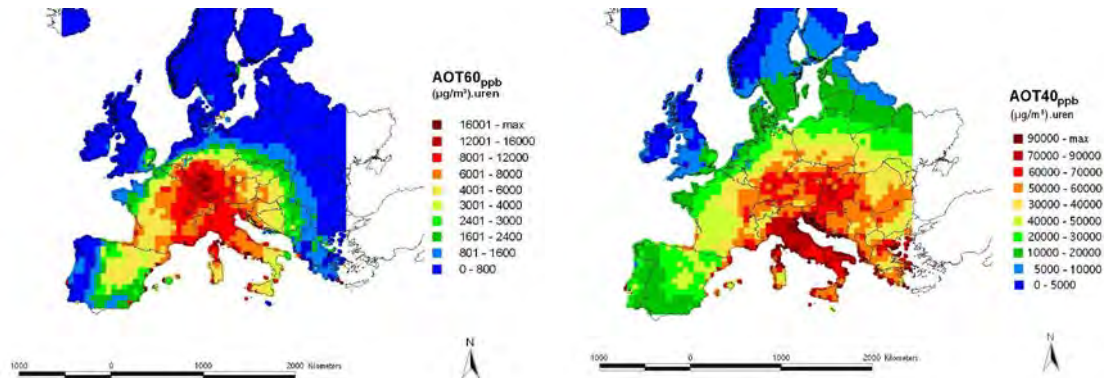 AOT60ppb
(µg/m³).uren
16001 - max
12001 - 16000
8001 - 12000
6001 - 8000
4001 - 6000
3001 - 4000
2401 - 3000
1601 - 2400
801 - 1600
0 - 800
N
1000 0 1000 2000 Kilometers
AOT40ppb
(µg/m³).uren
90000 - max
70000 - 90000
60000 - 70000
50000 - 60000
30000 - 40000
40000 - 50000
20000 - 30000
10000 - 20000
5000 - 10000
0 - 5000
N
1000 0 1000 2000 Kilometers